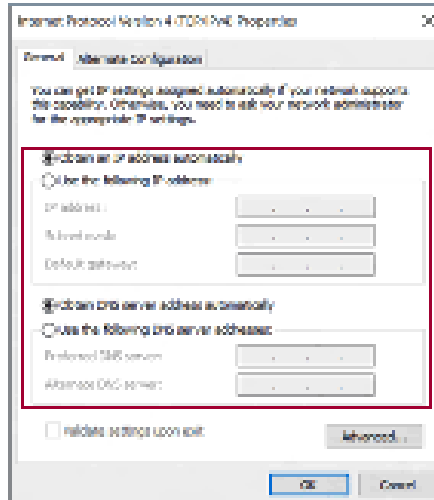 Internet Protocol Version 4 (TCP/IPv4) Properties
General
Alternate Configuration
You can get IP settings assigned automatically if your network supports
this capability. Otherwise, you need to ask your network administrator
for the appropriate IP settings.
Obtain an IP address automatically
Use the following IP address:
IP address:
Subnet mask:
Default gateway:
Obtain DNS server address automatically
Use the following DNS server addresses:
Preferred DNS server:
Alternate DNS server:
Validate settings upon exit
Advanced...
OK
Cancel